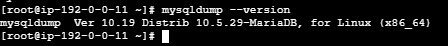 [root@ip-192-0-0-11 ~]# mysqldump --version
mysqldump  Ver 10.19 Distrib 10.5.29-MariaDB, for Linux (x86_64)
[root@ip-192-0-0-11 ~]#